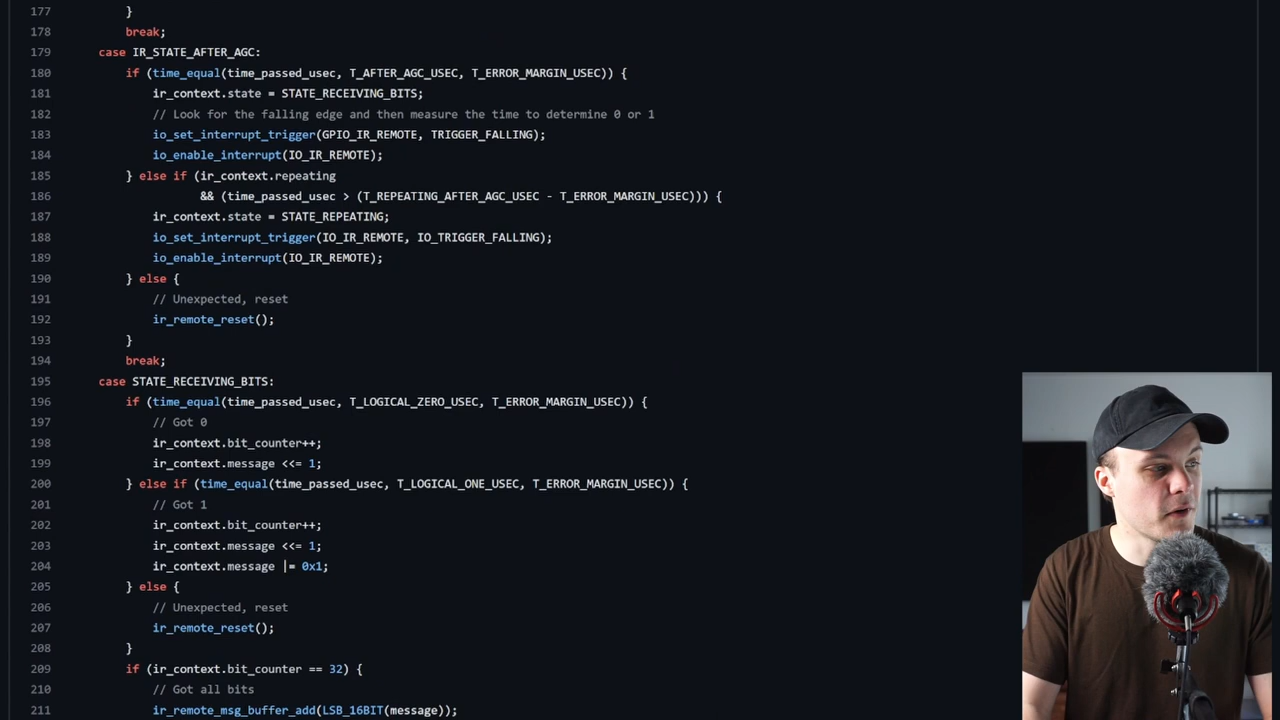 177 }
178 break;
179 case IR_STATE_AFTER_AGC:
180 if (time_equal(time_passed_usec, T_AFTER_AGC_USEC, T_ERROR_MARGIN_USEC)) {
181 ir_context.state = STATE_RECEIVING_BITS;
182 // Look for the falling edge and then measure the time to determine 0 or 1
183 io_set_interrupt_trigger(GPIO_IR_REMOTE, TRIGGER_FALLING);
184 io_enable_interrupt(IO_IR_REMOTE);
185 } else if (ir_context.repeating
186 && (time_passed_usec > (T_REPEATING_AFTER_AGC_USEC - T_ERROR_MARGIN_USEC))) {
187 ir_context.state = STATE_REPEATING;
188 io_set_interrupt_trigger(IO_IR_REMOTE, IO_TRIGGER_FALLING);
189 io_enable_interrupt(IO_IR_REMOTE);
190 } else {
191 // Unexpected, reset
192 ir_remote_reset();
193 }
194 break;
195 case STATE_RECEIVING_BITS:
196 if (time_equal(time_passed_usec, T_LOGICAL_ZERO_USEC, T_ERROR_MARGIN_USEC)) {
197 // Got 0
198 ir_context.bit_counter++;
199 ir_context.message <<= 1;
200 } else if (time_equal(time_passed_usec, T_LOGICAL_ONE_USEC, T_ERROR_MARGIN_USEC)) {
201 // Got 1
202 ir_context.bit_counter++;
203 ir_context.message <<= 1;
204 ir_context.message |= 0x1;
205 } else {
206 // Unexpected, reset
207 ir_remote_reset();
208 }
209 if (ir_context.bit_counter == 32) {
210 // Got all bits
211 ir_remote_msg_buffer_add(LSB_16BIT(message));